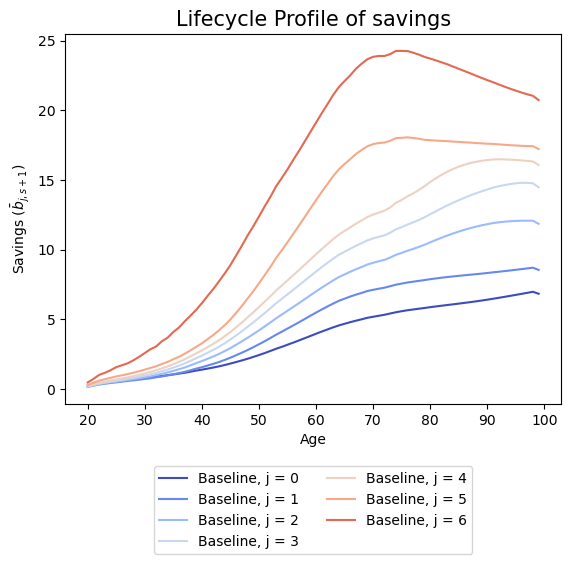 Lifecycle Profile of savings
Savings ($\bar{b}_{j,s+1}$)
25
20
15
10
5
0
20 30 40 50 60 70 80 90 100
Age
Baseline, j = 0
Baseline, j = 1
Baseline, j = 2
Baseline, j = 3
Baseline, j = 4
Baseline, j = 5
Baseline, j = 6